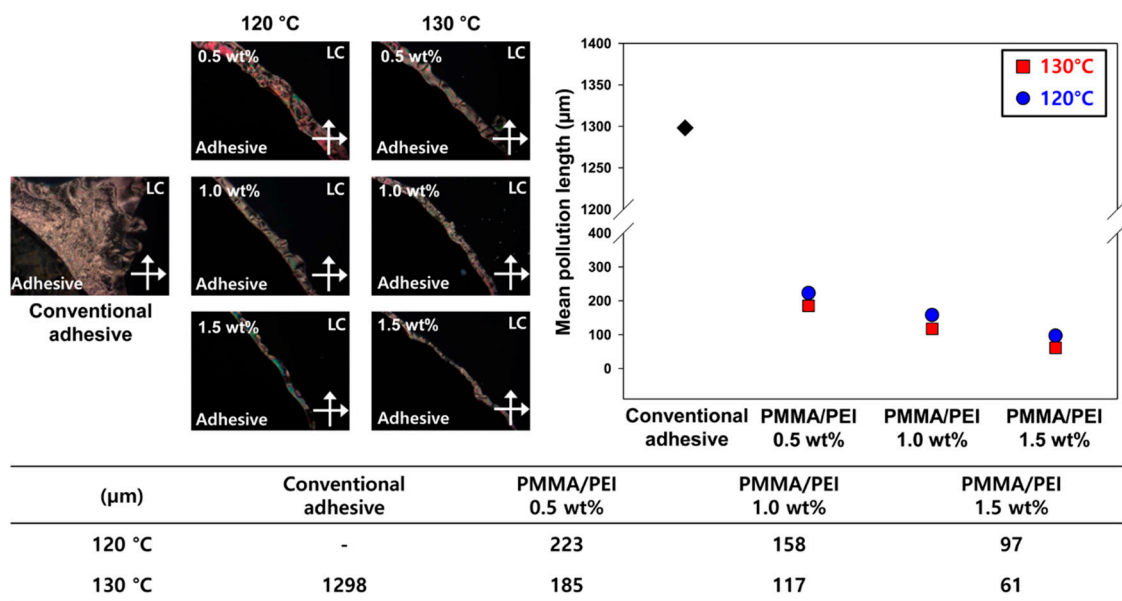 120 °C
130 °C
0.5 wt%
LC
Adhesive
0.5 wt%
LC
Adhesive
LC
Adhesive
Conventional
adhesive
1.0 wt%
LC
Adhesive
1.0 wt%
LC
Adhesive
1.5 wt%
LC
Adhesive
1.5 wt%
LC
Adhesive
Mean pollution length (μm)
1400
1350
1300
1250
1200
400
300
200
100
0
130°C
120°C
Conventional
adhesive
PMMA/PEI
0.5 wt%
PMMA/PEI
1.0 wt%
PMMA/PEI
1.5 wt%
(μm) Conventional adhesive PMMA/PEI 0.5 wt% PMMA/PEI 1.0 wt% PMMA/PEI 1.5 wt%
120 °C - 223 158 97
130 °C 1298 185 117 61